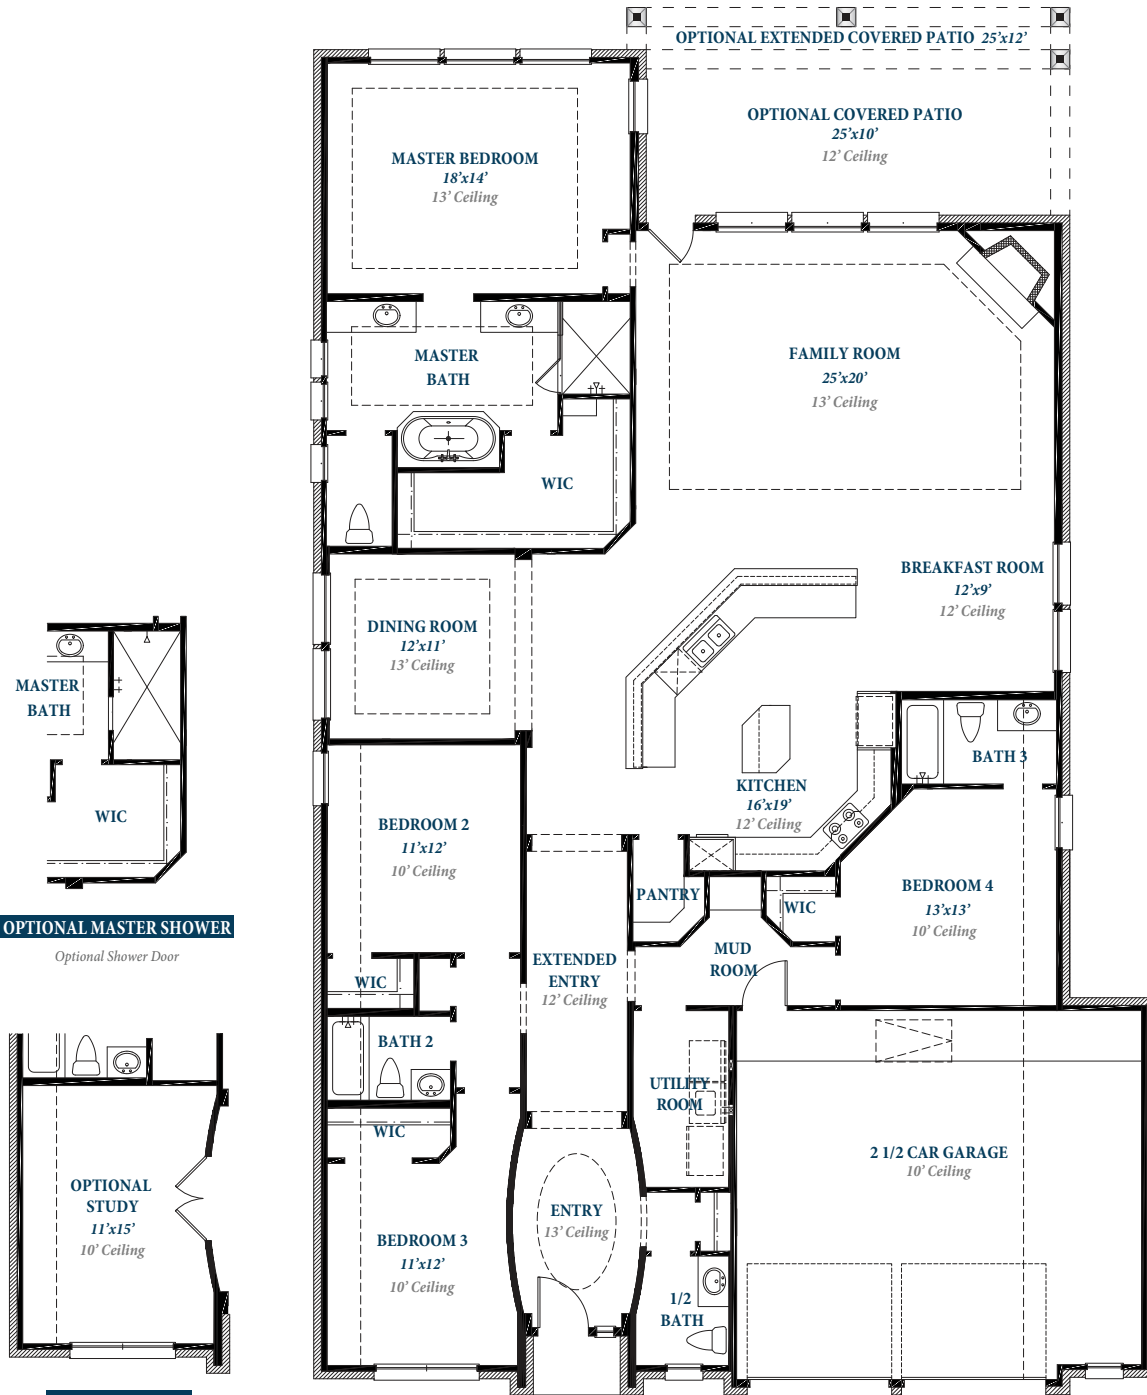 OPTIONAL EXTENDED COVERED PATIO 25’x12’
OPTIONAL COVERED PATIO
25’x10’
12’ Ceiling
MASTER BEDROOM
18’x14’
13’ Ceiling
FAMILY ROOM
25’x20’
13’ Ceiling
MASTER
BATH
WIC
BREAKFAST ROOM
12’x9’
12’ Ceiling
DINING ROOM
12’x11’
13’ Ceiling
MASTER
BATH
WIC
OPTIONAL MASTER SHOWER
Optional Shower Door
BATH 3
KITCHEN
16’x19’
12’ Ceiling
BEDROOM 2
11’x12’
10’ Ceiling
PANTRY
WIC
BEDROOM 4
13’x13’
10’ Ceiling
MUD
ROOM
EXTENDED
ENTRY
12’ Ceiling
WIC
BATH 2
UTILITY
ROOM
WIC
2 1/2 CAR GARAGE
10’ Ceiling
OPTIONAL
STUDY
11’x15’
10’ Ceiling
ENTRY
13’ Ceiling
BEDROOM 3
11’x12’
10’ Ceiling
1/2
BATH